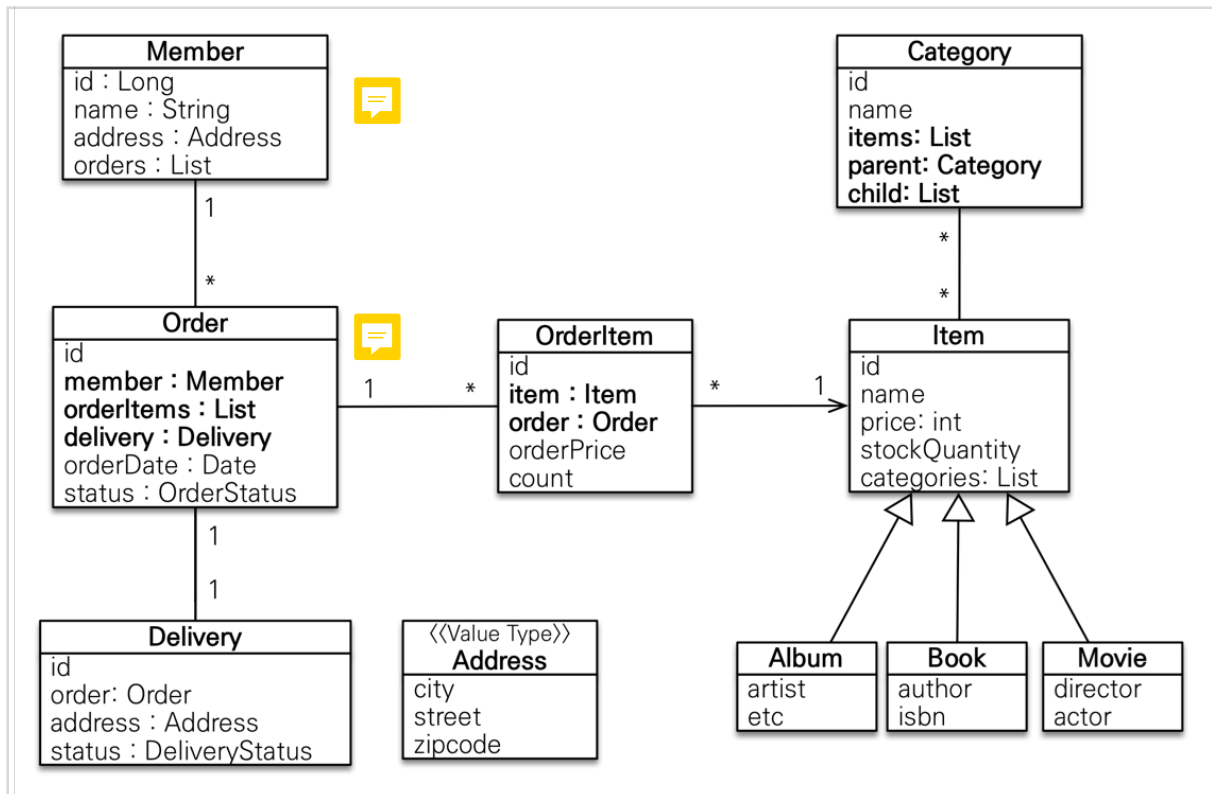 Member
id : Long
name : String
address : Address
orders : List
Category
id
name
items: List
parent: Category
child: List
1
*
*
*
Order
id
member : Member
orderItems : List
delivery : Delivery
orderDate : Date
status : OrderStatus
1
*
OrderItem
id
item : Item
order : Order
orderPrice
count
*
1
Item
id
name
price: int
stockQuantity
categories: List
1
1
Delivery
id
order: Order
address : Address
status : DeliveryStatus
《Value Type》
Address
city
street
zipcode
Album
artist
etc
Book
author
isbn
Movie
director
actor